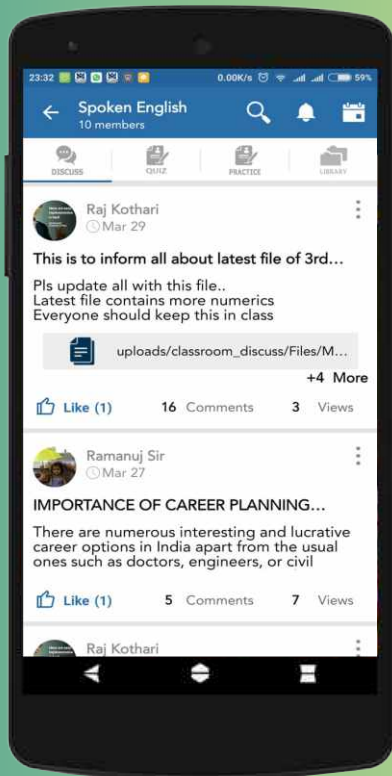 23:32
0.00K/s
59%
Spoken English
10 members
DISCUSS
QUIZ
PRACTICE
LIBRARY
Raj Kothari
Mar 29
This is to inform all about latest file of 3rd...
Pls update all with this file..
Latest file contains more numerics
Everyone should keep this in class
uploads/classroom_discuss/Files/M...
+4 More
Like (1) 16 Comments 3 Views
Ramanuj Sir
Mar 27
IMPORTANCE OF CAREER PLANNING...
There are numerous interesting and lucrative
career options in India apart from the usual
ones such as doctors, engineers, or civil
Like (1) 5 Comments 7 Views
Raj Kothari